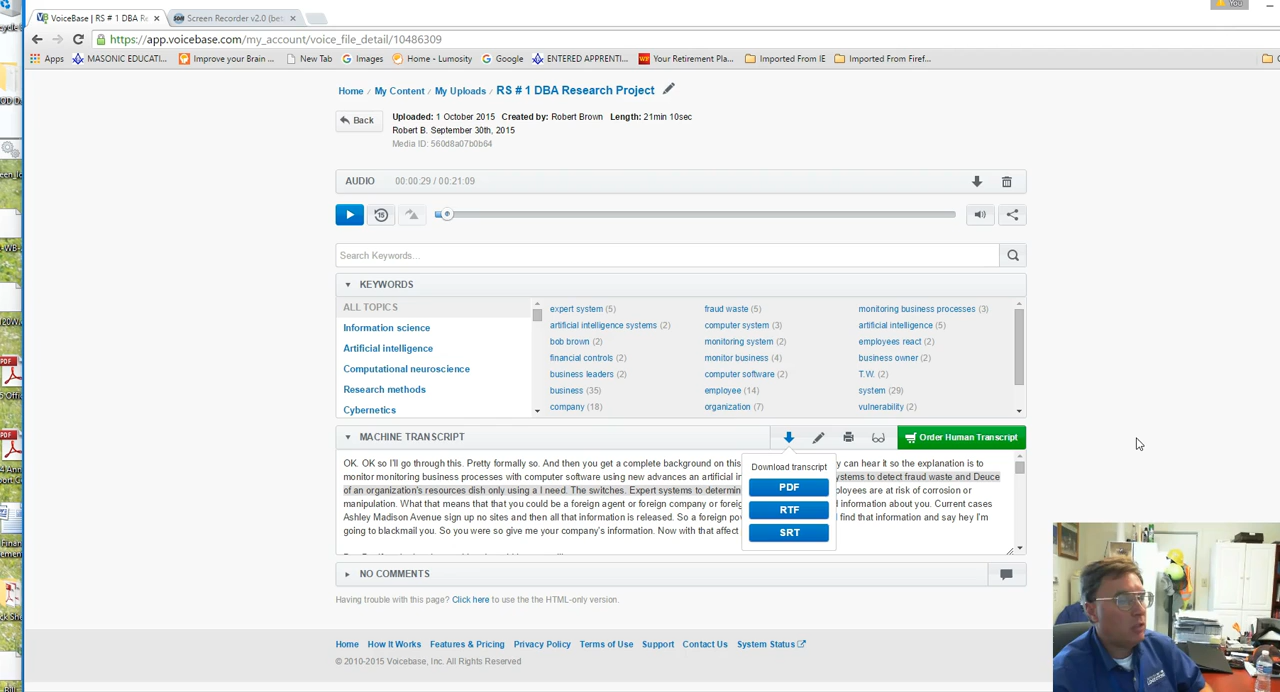 VoiceBase | RS # 1 DBA Re
Screen Recorder v2.0 (bet
You
https://app.voicebase.com/my_account/voice_file_detail/10486309
Apps MASONIC EDUCATI... Improve your Brain ... New Tab Images Home - Lumosity Google ENTERED APPRENTI... Your Retirement Pla... Imported From IE Imported From Firef...
Home / My Content / My Uploads / RS # 1 DBA Research Project
Back
Uploaded: 1 October 2015 Created by: Robert Brown Length: 21min 10sec
Robert B. September 30th, 2015
Media ID: 560d8a07b0b64
AUDIO 00:00:29 / 00:21:09
15
Search Keywords...
KEYWORDS
ALL TOPICS
Information science
Artificial intelligence
Computational neuroscience
Research methods
Cybernetics
expert system (5) fraud waste (5) monitoring business processes (3)
artificial intelligence systems (2) computer system (3) artificial intelligence (5)
bob brown (2) monitoring system (2) employees react (2)
financial controls (2) monitor business (4) business owner (2)
business leaders (2) computer software (2) T.W. (2)
business (35) employee (14) system (29)
company (18) organization (7) vulnerability (2)
MACHINE TRANSCRIPT
Order Human Transcript
OK. OK so I'll go through this. Pretty formally so. And then you get a complete background on this y can hear it so the explanation is to
monitor monitoring business processes with computer software using new advances an artificial in ystems to detect fraud waste and Deuce
of an organization's resources dish only using a I need. The switches. Expert systems to determin ployees are at risk of corrosion or
manipulation. What that means that that you could be a foreign agent or foreign company or foreig l information about you. Current cases
Ashley Madison Avenue sign up no sites and then all that information is released. So a foreign po find that information and say hey I'm
going to blackmail you. So you were so give me your company's information. Now with that affect
Download transcript
PDF
RTF
SRT
NO COMMENTS
Having trouble with this page? Click here to use the the HTML-only version.
Home How It Works Features & Pricing Privacy Policy Terms of Use Support Contact Us System Status
© 2010-2015 Voicebase, Inc. All Rights Reserved